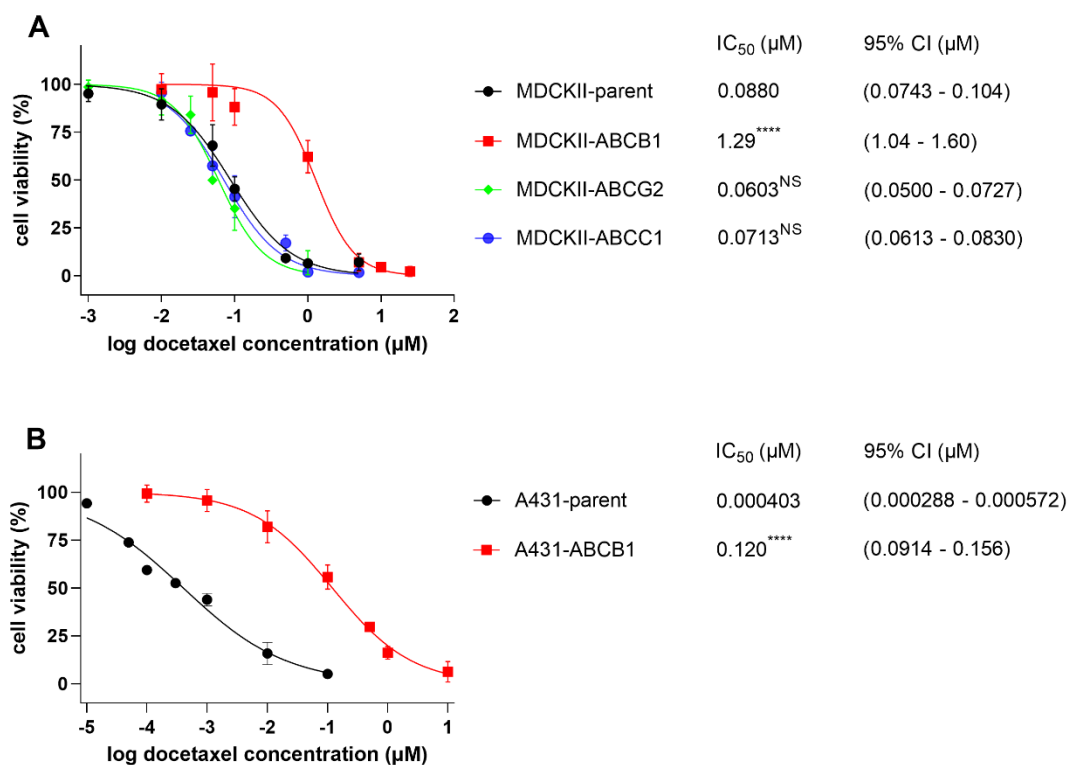 A
IC50 (µM) 95% CI (µM)
MDCKII-parent 0.0880 (0.0743 - 0.104)
MDCKII-ABCB1 1.29**** (1.04 - 1.60)
MDCKII-ABCG2 0.0603NS (0.0500 - 0.0727)
MDCKII-ABCC1 0.0713NS (0.0613 - 0.0830)
cell viability (%)
100
75
50
25
0
-3 -2 -1 0 1 2
log docetaxel concentration (µM)
B
IC50 (µM) 95% CI (µM)
A431-parent 0.000403 (0.000288 - 0.000572)
A431-ABCB1 0.120**** (0.0914 - 0.156)
cell viability (%)
100
75
50
25
0
-5 -4 -3 -2 -1 0 1
log docetaxel concentration (µM)